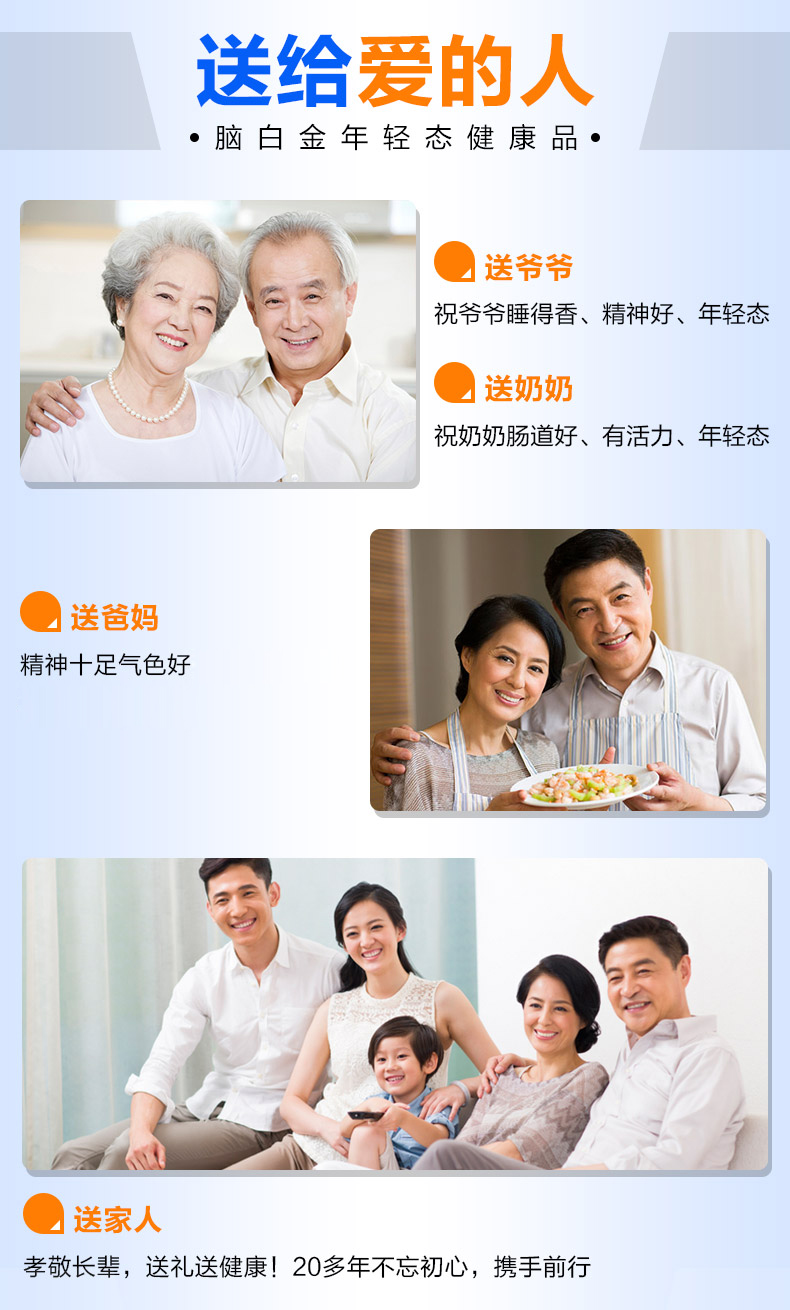 送给爱的人
•脑白金年轻态健康品•
送爷爷
祝爷爷睡得香、精神好、年轻态
送奶奶
祝奶奶肠道好、有活力、年轻态
送爸妈
精神十足气色好
送家人
孝敬长辈，送礼送健康！20多年不忘初心，携手前行